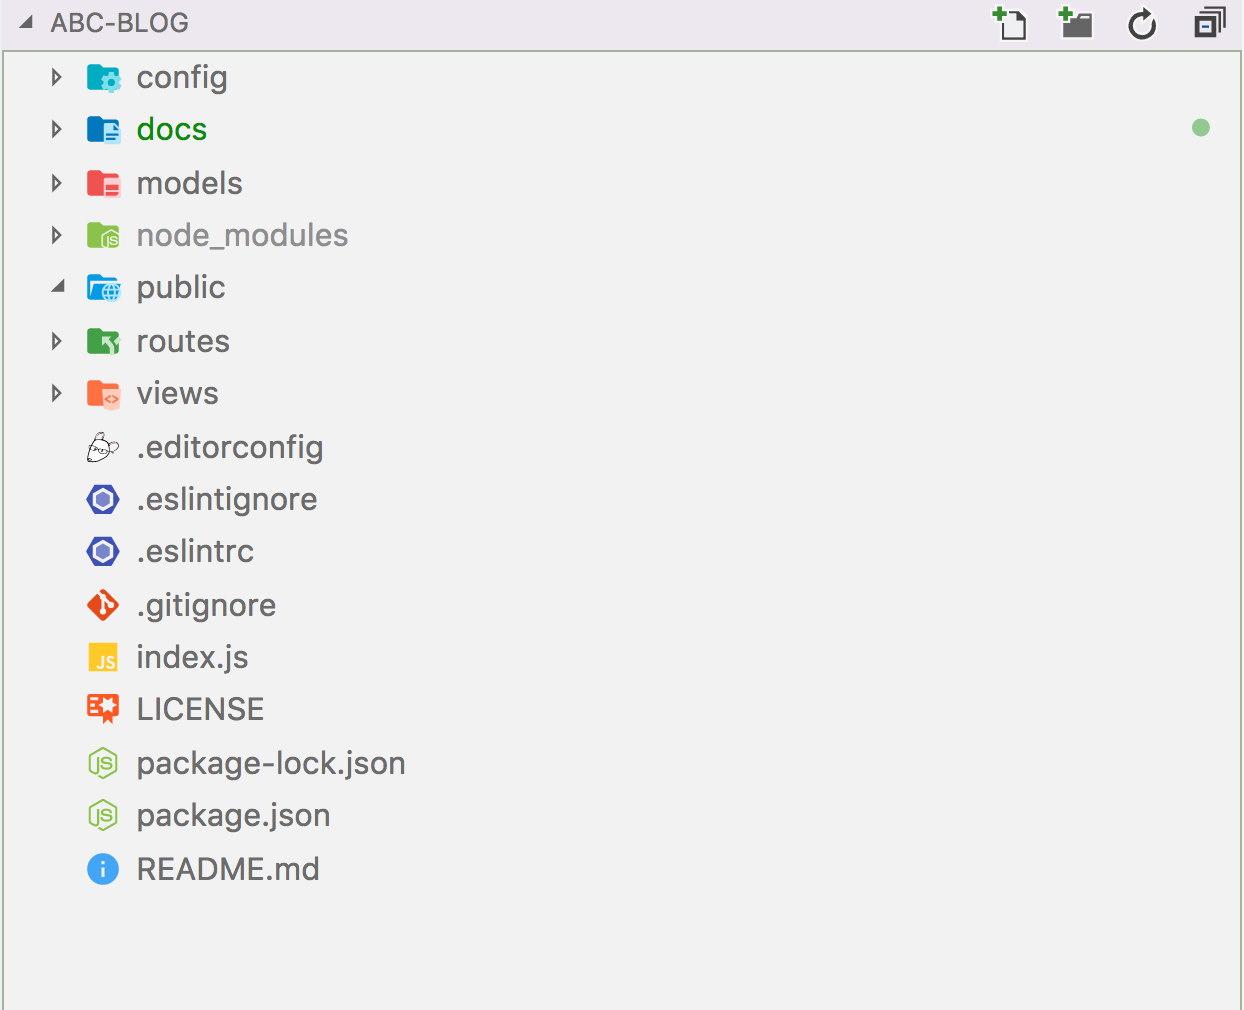 ABC-BLOG
config
docs
models
node_modules
public
routes
views
.editorconfig
.eslintignore
.eslintrc
.gitignore
index.js
LICENSE
package-lock.json
package.json
README.md